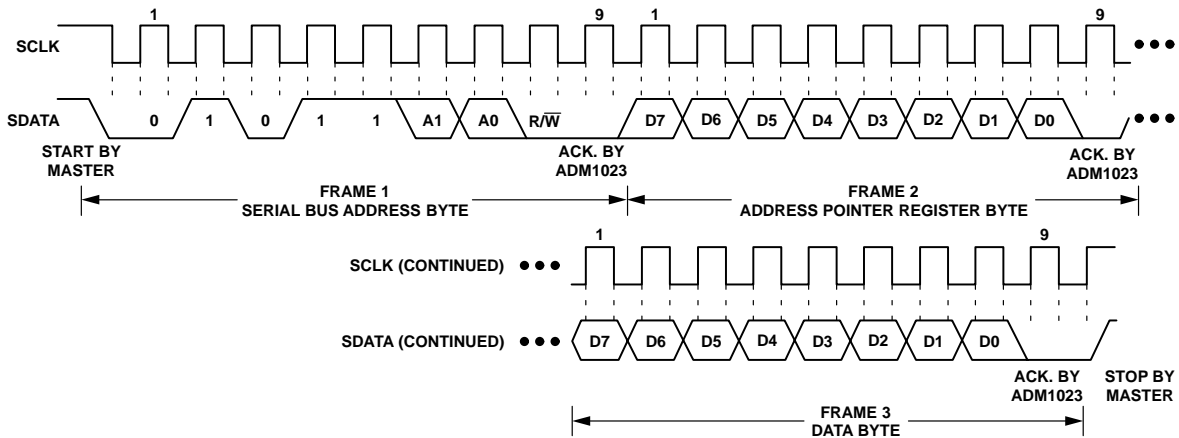 1 9 1 9
SCLK
SDATA 0 1 0 1 1 A1 A0 R/W̅ D7 D6 D5 D4 D3 D2 D1 D0
START BY
MASTER
ACK. BY
ADM1023
ACK. BY
ADM1023
FRAME 1
SERIAL BUS ADDRESS BYTE
FRAME 2
ADDRESS POINTER REGISTER BYTE
1 9
SCLK (CONTINUED)
SDATA (CONTINUED) D7 D6 D5 D4 D3 D2 D1 D0
ACK. BY
ADM1023
STOP BY
MASTER
FRAME 3
DATA BYTE